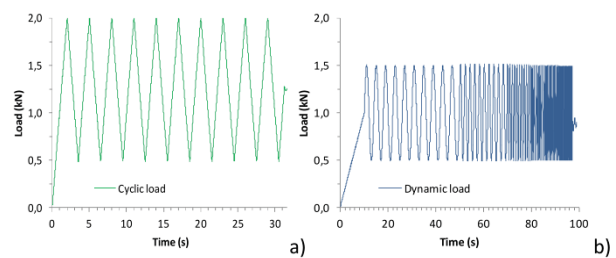 2,0
1,5
1,0
0,5
0,0
Load (kN)
Cyclic load
0 5 10 15 20 25 30
Time (s)
a)
2,0
1,5
1,0
0,5
0,0
Load (kN)
Dynamic load
0 20 40 60 80 100
Time (s)
b)